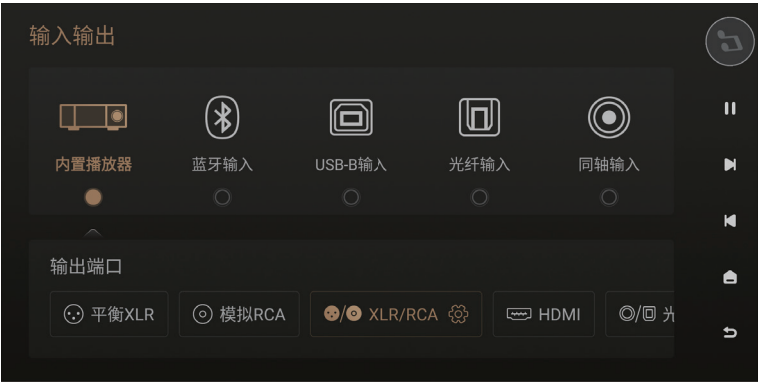 输入输出
内置播放器
蓝牙输入
USB-B输入
光纤输入
同轴输入
输出端口
平衡XLR
模拟RCA
XLR/RCA
HDMI
光